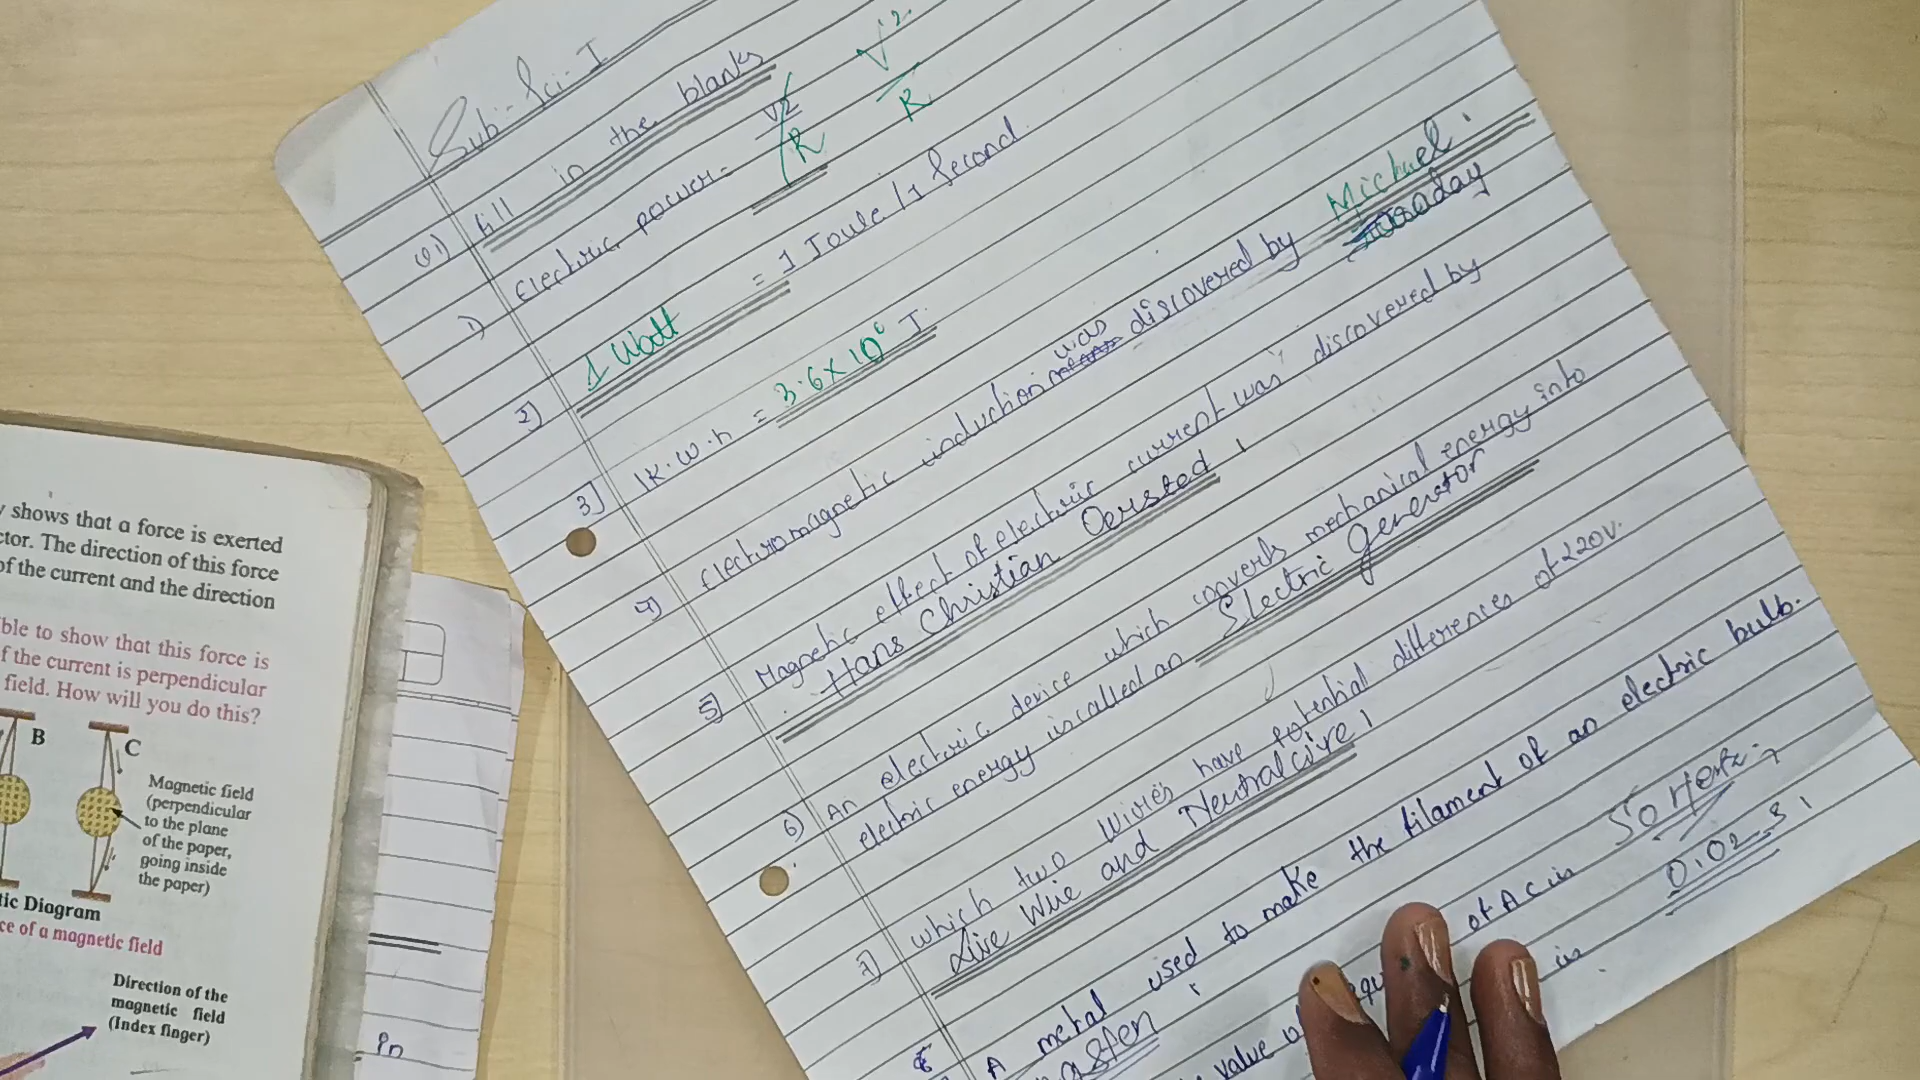 Sub:- Sci- I
Q1) fill in the blanks
1) Electric power = V2/R V²/R
2) 1 Watt = 1 Joule/1 Second.
3) 1K.W.h = 3.6×10⁶ J.
4) Electromagnetic induction was discovered by Michael faraday
5) Magnetic effect of electric current was discovered by
Hans Christian Oersted
6) An electric device which converts mechanical energy into
electric energy is called an Electric generator
7) which two wires have potential differences of 220V.
Live Wire and Neutral wire
8 A metal used to make the filament of an electric bulb.
value of AC in 50 Hertz
is 0.02 s
shows that a force is exerted
ctor. The direction of this force
of the current and the direction
ble to show that this force is
f the current is perpendicular
field. How will you do this?
B
C
Magnetic field
(perpendicular
to the plane
of the paper,
going inside
the paper)
tic Diagram
ce of a magnetic field
Direction of the
magnetic field
(Index finger)
in